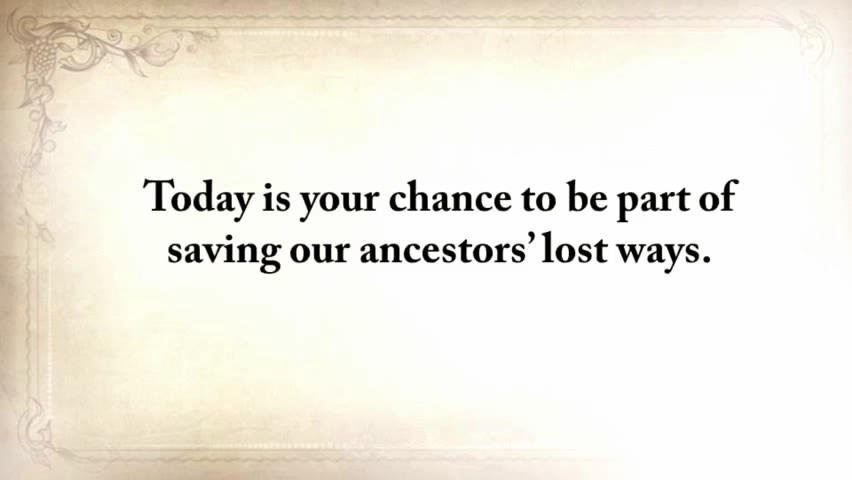 Today is your chance to be part of
saving our ancestors’ lost ways.